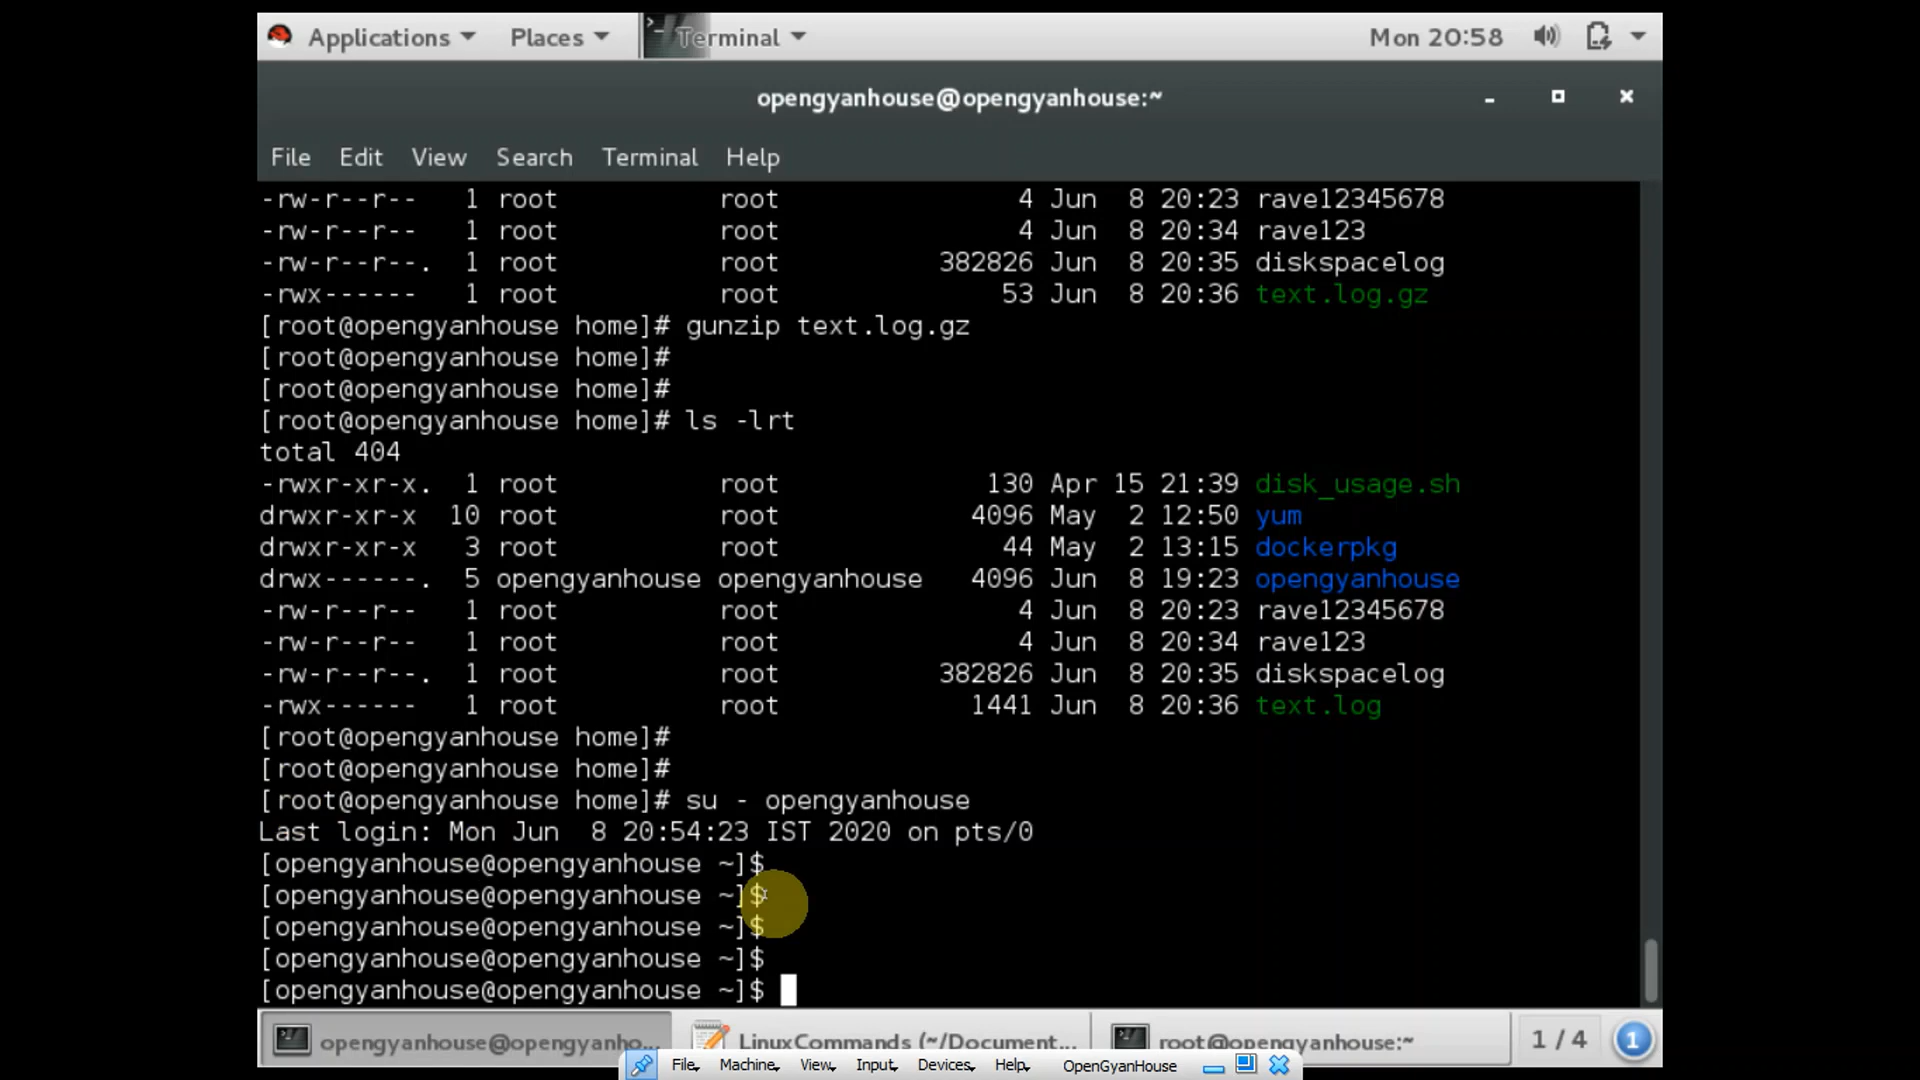 Applications Places Terminal Mon 20:58
opengyanhouse@opengyanhouse:~
File Edit View Search Terminal Help
-rw-r--r-- 1 root root 4 Jun 8 20:23 rave12345678
-rw-r--r-- 1 root root 4 Jun 8 20:34 rave123
-rw-r--r--. 1 root root 382826 Jun 8 20:35 diskspacelog
-rwx------ 1 root root 53 Jun 8 20:36 text.log.gz
[root@opengyanhouse home]# gunzip text.log.gz
[root@opengyanhouse home]#
[root@opengyanhouse home]#
[root@opengyanhouse home]# ls -lrt
total 404
-rwxr-xr-x. 1 root root 130 Apr 15 21:39 disk_usage.sh
drwxr-xr-x 10 root root 4096 May 2 12:50 yum
drwxr-xr-x 3 root root 44 May 2 13:15 dockerpkg
drwx------. 5 opengyanhouse opengyanhouse 4096 Jun 8 19:23 opengyanhouse
-rw-r--r-- 1 root root 4 Jun 8 20:23 rave12345678
-rw-r--r-- 1 root root 4 Jun 8 20:34 rave123
-rw-r--r--. 1 root root 382826 Jun 8 20:35 diskspacelog
-rwx------ 1 root root 1441 Jun 8 20:36 text.log
[root@opengyanhouse home]#
[root@opengyanhouse home]#
[root@opengyanhouse home]# su - opengyanhouse
Last login: Mon Jun 8 20:54:23 IST 2020 on pts/0
[opengyanhouse@opengyanhouse ~]$
[opengyanhouse@opengyanhouse ~]$
[opengyanhouse@opengyanhouse ~]$
[opengyanhouse@opengyanhouse ~]$
[opengyanhouse@opengyanhouse ~]$
opengyanhouse@opengyanho... LinuxCommands (~/Document... root@opengyanhouse:~ 1 / 4 1
File Machine View Input Devices Help OpenGyanHouse